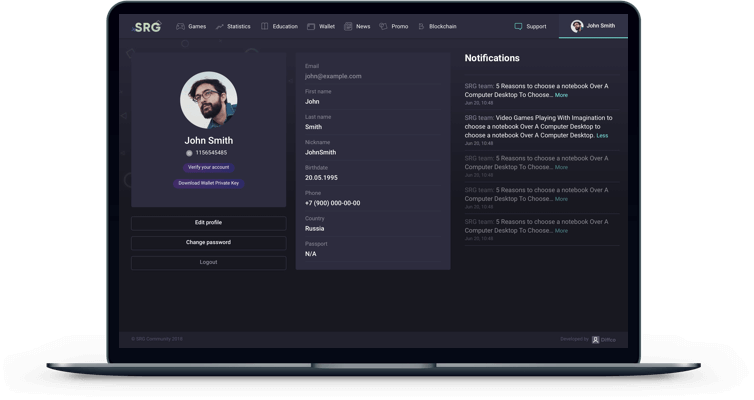 SRG
Games
Statistics
Education
Wallet
News
Promo
Blockchain
Support
John Smith
John Smith
1156545485
Verify your account
Download Wallet Private Key
Edit profile
Change password
Logout
Email
john@example.com
First name
John
Last name
Smith
Nickname
JohnSmith
Birthdate
20.05.1995
Phone
+7 (900) 000-00-00
Country
Russia
Passport
N/A
Notifications
SRG team: 5 Reasons to choose a notebook Over A
Computer Desktop To Choose... More
Jun 20, 10:48
SRG team: Video Games Playing With Imagination to
choose a notebook Over A Computer Desktop to
choose a notebook Over A Computer Desktop. Less
Jun 20, 10:48
SRG team: 5 Reasons to choose a notebook Over A
Computer Desktop To Choose... More
Jun 20, 10:48
SRG team: 5 Reasons to choose a notebook Over A
Computer Desktop To Choose... More
Jun 20, 10:48
SRG team: 5 Reasons to choose a notebook Over A
Computer Desktop To Choose... More
Jun 20, 10:48
© SRG Community 2019
Developed by